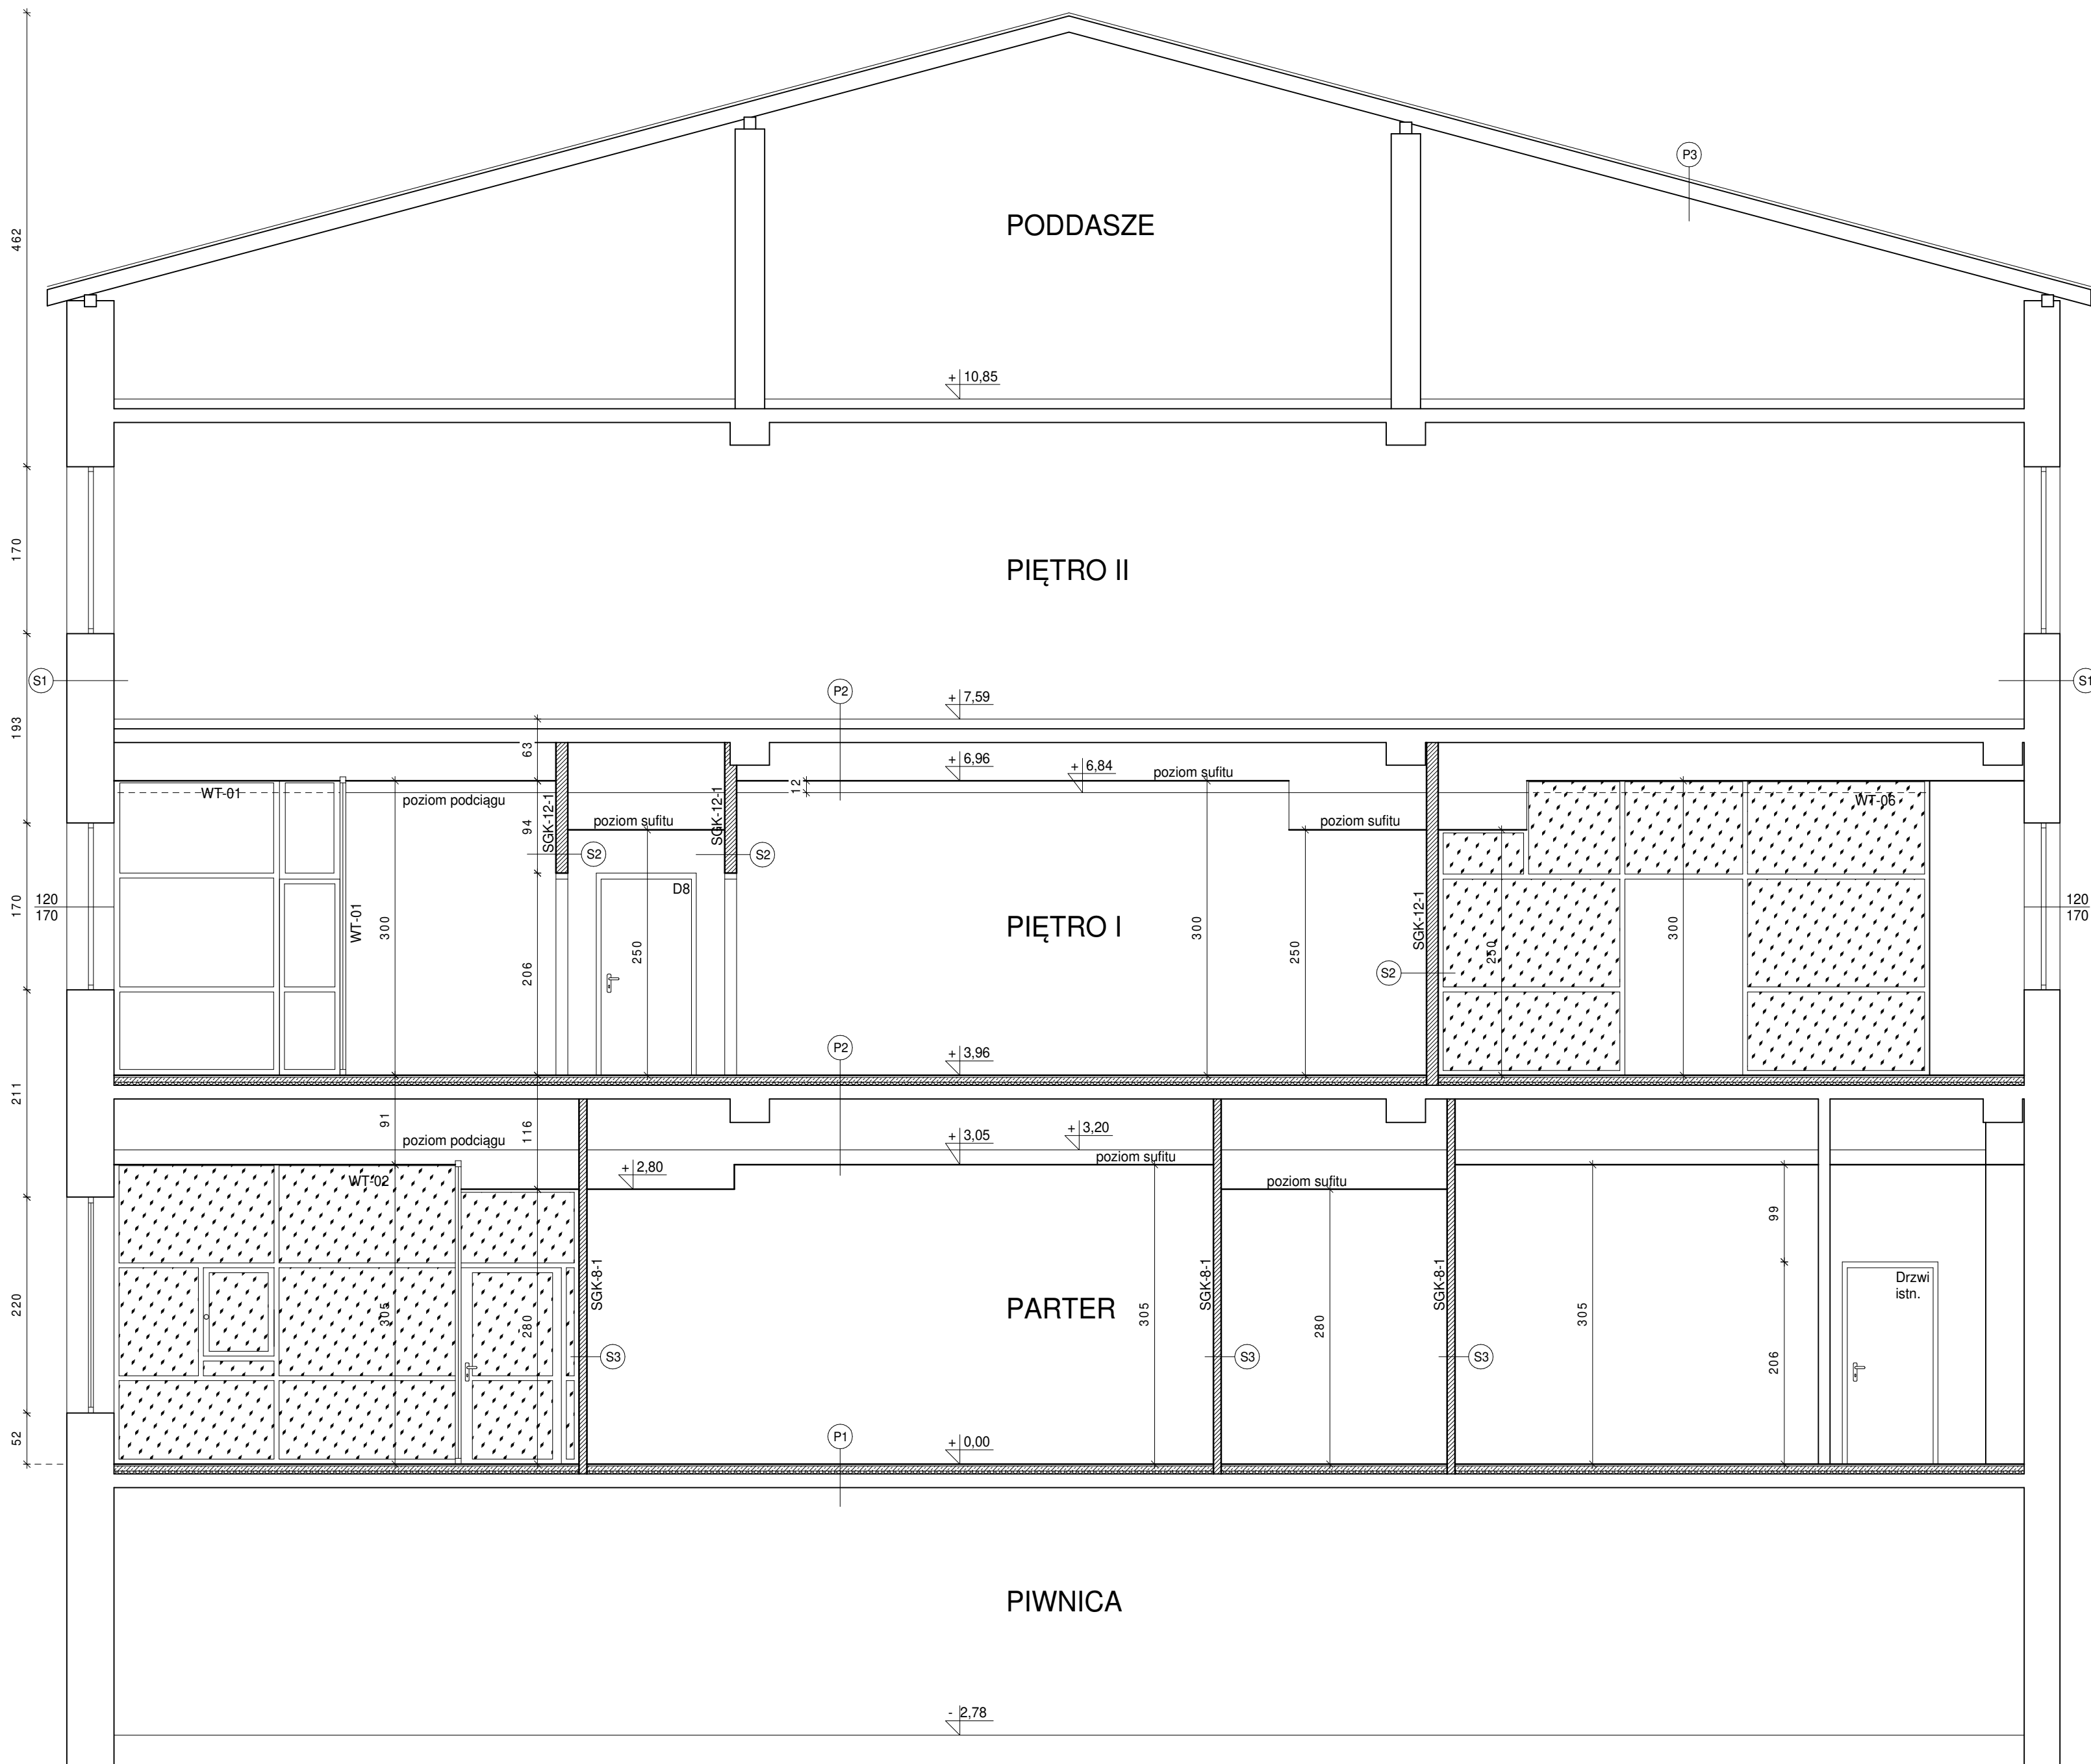 P3
PODDASZE
462
+ 10,85
170
PIĘTRO II
S1
S1
P2
+ 7,59
193
63
+ 6,96
+ 6,84
poziom sufitu
12
WT-01
poziom podciągu
WT-06
94
SGK-12-1
poziom sufitu
SGK-12-1
poziom sufitu
S2
S2
D8
170
120
170
120
170
WT-01
300
PIĘTRO I
300
SGK-12-1
300
250
250
250
206
S2
P2
+ 3,96
211
91
116
poziom podciągu
+ 3,05
+ 3,20
poziom sufitu
+ 2,80
WT-02
poziom sufitu
99
220
305
280
SGK-8-1
PARTER
305
SGK-8-1
280
SGK-8-1
305
Drzwi
istn.
206
S3
S3
S3
52
P1
+ 0,00
PIWNICA
- 2,78